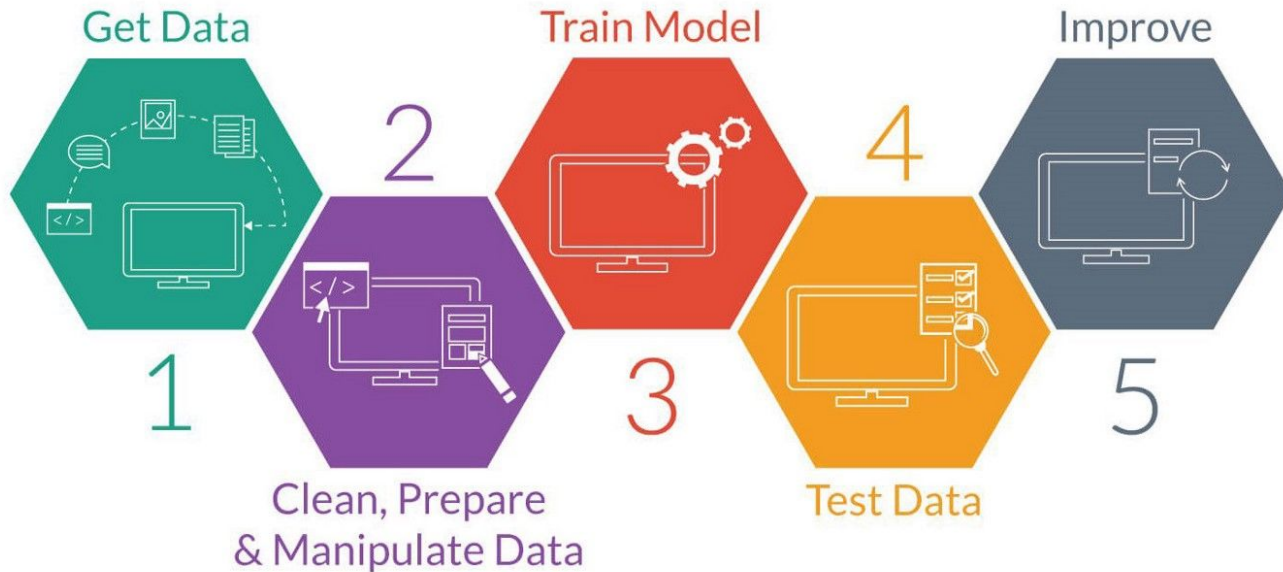 Get Data
1
</>
2
</>
Clean, Prepare
& Manipulate Data
Train Model
3
4
Test Data
Improve
5